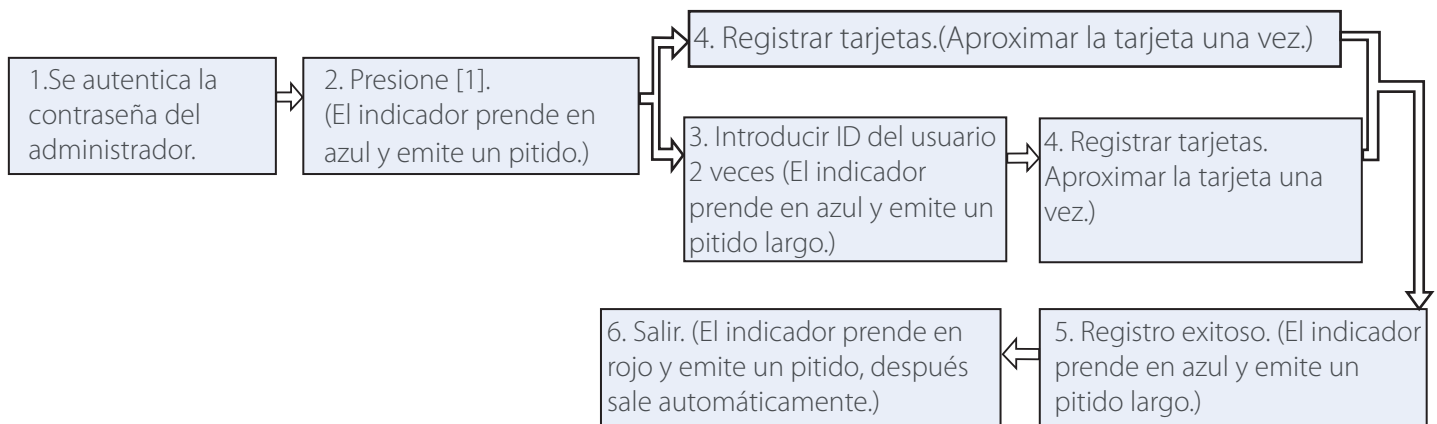 1.Se autentica la
contraseña del
administrador.
2. Presione [1].
(El indicador prende en
azul y emite un pitido.)
4. Registrar tarjetas.(Aproximar la tarjeta una vez.)
3. Introducir ID del usuario
2 veces (El indicador
prende en azul y emite un
pitido largo.)
4. Registrar tarjetas.
Aproximar la tarjeta una
vez.)
5. Registro exitoso. (El indicador
prende en azul y emite un
pitido largo.)
6. Salir. (El indicador prende en
rojo y emite un pitido, después
sale automáticamente.)